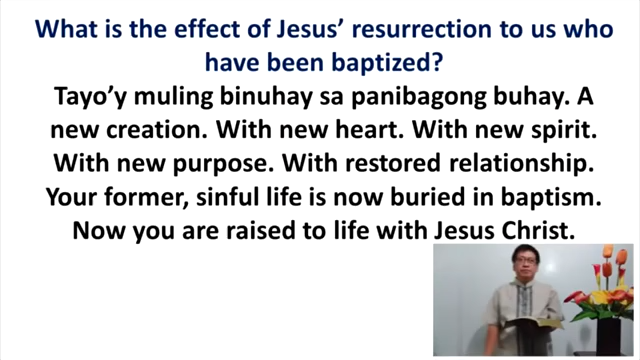 What is the effect of Jesus’ resurrection to us who
have been baptized?
Tayo’y muling binuhay sa panibagong buhay. A
new creation. With new heart. With new spirit.
With new purpose. With restored relationship.
Your former, sinful life is now buried in baptism.
Now you are raised to life with Jesus Christ.